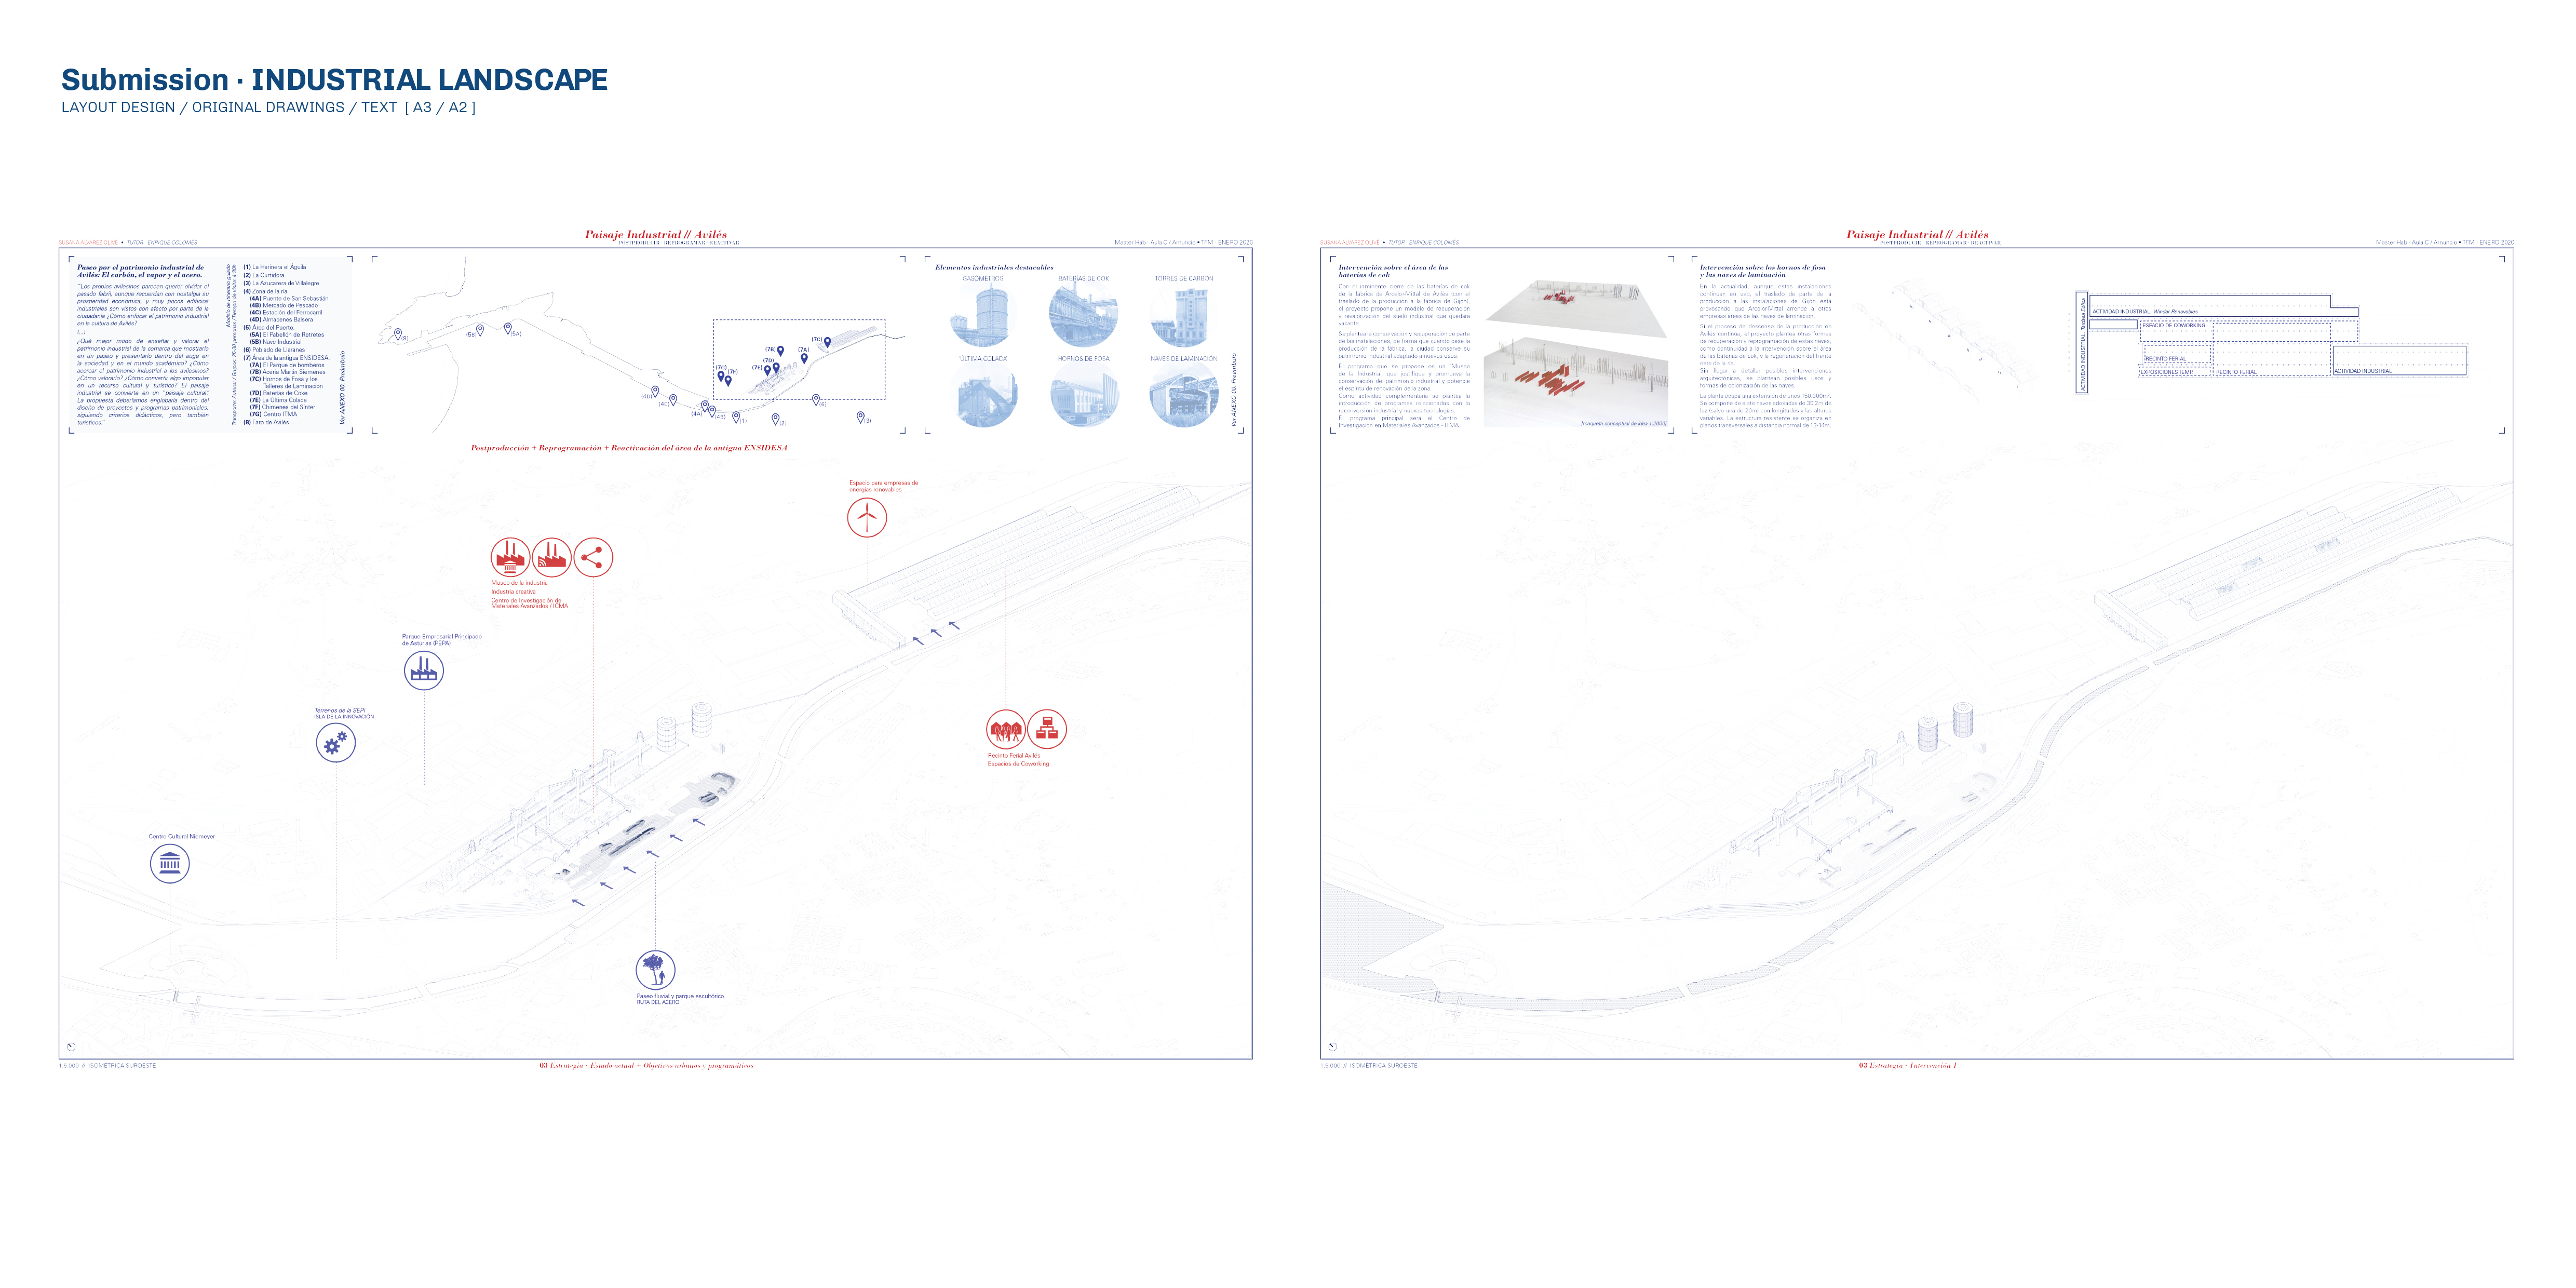 Submission · INDUSTRIAL LANDSCAPE
LAYOUT DESIGN / ORIGINAL DRAWINGS / TEXT [ A3 / A2 ]
Paisaje Industrial // Avilés
POSTPRODUCIR · REPROGRAMAR · REACTIVAR
SUSANA ALVAREZ-OLIVE • TUTOR · ENRIQUE COLOMES
Master Hab · Aula C / Arruncio • TFM · ENERO 2020
Paseo por el patrimonio industrial de
Avilés: El carbón, el vapor y el acero.
"Los propios avilesinos parecen querer olvidar el
pasado fabril, aunque recuerdan con nostalgia su
prosperidad económica, y muy pocos edificios
industriales son vistos con afecto por parte de la
ciudadanía ¿Cómo enfocar el patrimonio industrial
en la cultura de Avilés?
(...)
¿Qué mejor modo de enseñar y valorar el
patrimonio industrial de la comarca que mostrarlo
en un paseo y presentarlo dentro del auge en
la sociedad y en el mundo académico? ¿Cómo
acercar el patrimonio industrial a los avilesinos?
¿Cómo valorarlo? ¿Cómo convertir algo impopular
en un recurso cultural y turístico? El paisaje
industrial se convierte en un "paisaje cultural".
La propuesta deberíamos englobarla dentro del
diseño de proyectos y programas patrimoniales,
siguiendo criterios didácticos, pero también
turísticos."
Modelo de itinerario guiado
Transporte: Autocar / Grupos: 25-30 personas / Tiempo de visita: 4.30h
(1) La Harinera el Águila
(2) La Curtidora
(3) La Azucarera de Villalegre
(4) Zona de la ría
(4A) Puente de San Sebastián
(4B) Mercado de Pescado
(4C) Estación del Ferrocarril
(4D) Almacenes Balsera
(5) Área del Puerto.
(5A) El Pabellón de Retretes
(5B) Nave Industrial
(6) Poblado de Llaranes
(7) Área de la antigua ENSIDESA.
(7A) El Parque de bomberos
(7B) Acería Martin Siemenes
(7C) Hornos de Fosa y los
Talleres de Laminación
(7D) Baterías de Coke
(7E) La Última Colada
(7F) Chimenea del Sínter
(7G) Centro ITMA
(8) Faro de Avilés
Ver ANEXO 00. Preámbulo
(8)
(5B)
(5A)
(7C)
(7B)
(7A)
(7D)
(7E)
(7G)
(7F)
(4D)
(4C)
(4A)
(4B)
(1)
(2)
(6)
(3)
Elementos industriales destacables
GASÓMETROS
BATERÍAS DE COK
TORRES DE CARBÓN
'ÚLTIMA COLADA'
HORNOS DE FOSA
NAVES DE LAMINACIÓN
Ver ANEXO 00. Preámbulo
Postproducción + Reprogramación + Reactivación del área de la antigua ENSIDESA
Espacio para empresas de
energías renovables
Museo de la industria
Industria creativa
Centro de Investigación de
Materiales Avanzados / ICMA
Parque Empresarial Principado
de Asturias (PEPA)
Terrenos de la SEPI
ISLA DE LA INNOVACIÓN
Recinto Ferial Avilés
Espacios de Coworking
Centro Cultural Niemeyer
Paseo fluvial y parque escultórico
RUTA DEL ACERO
1:5.000 // ISOMÉTRICA SUROESTE
03 Estrategia · Estado actual + Objetivos urbanos y programáticos
Paisaje Industrial // Avilés
POSTPRODUCIR · REPROGRAMAR · REACTIVAR
SUSANA ALVAREZ-OLIVE • TUTOR · ENRIQUE COLOMES
Master Hab · Aula C / Arruncio • TFM · ENERO 2020
Intervención sobre el área de las
baterías de cok
Con el inminente cierre de las baterías de cok
de la fábrica de ArcelorMittal de Avilés con el
traslado de la producción a la fábrica de Gijón,
el proyecto propone un modelo de recuperación
y revalorización del suelo industrial que quedará
vacante.
Se plantea la conservación y recuperación de parte
de las instalaciones, de forma que cuando cese la
producción de la fábrica, la ciudad conserve su
patrimonio industrial adaptado a nuevos usos.
El programa que se propone es un 'Museo
de la Industria', que justifique y promueva la
conservación del patrimonio industrial y potencie
el espíritu de renovación de la zona.
Como actividad complementaria se plantea la
introducción de programas relacionados con la
reconversión industrial y nuevas tecnologías.
El programa principal será el Centro de
Investigación en Materiales Avanzados - ITMA.
[maqueta conceptual de idea 1:2000]
Intervención sobre los hornos de fosa
y las naves de laminación
En la actualidad, aunque estas instalaciones
continúan en uso, el traslado de parte de la
producción a las instalaciones de Gijón está
provocando que ArcelorMittal arriende a otras
empresas áreas de las naves de laminación.
Si el proceso de descenso de la producción en
Avilés continúa, el proyecto plantea estas formas
de recuperación y reprogramación de estas naves,
como continuidad a la intervención sobre el área
de las baterías de cok, y la regeneración del frente
este de la ría.
Sin llegar a detallar posibles intervenciones
arquitectónicas, se plantean posibles usos y
formas de colonización de las naves.
La planta ocupa una extensión de unos 150.600m².
Se compone de siete naves adosadas de 29,2m de
luz (salvo una de 20m) con longitudes y las alturas
variables. La estructura resistente se organiza en
planos transversales a distancia normal de 13-14m.
ACTIVIDAD INDUSTRIAL. Tardesa Eólica
ACTIVIDAD INDUSTRIAL. Windar Renovables
ESPACIO DE COWORKING
RECINTO FERIAL
EXPOSICIONES TEMP.
RECINTO FERIAL
ACTIVIDAD INDUSTRIAL
1:5.000 // ISOMÉTRICA SUROESTE
03 Estrategia · Intervención I